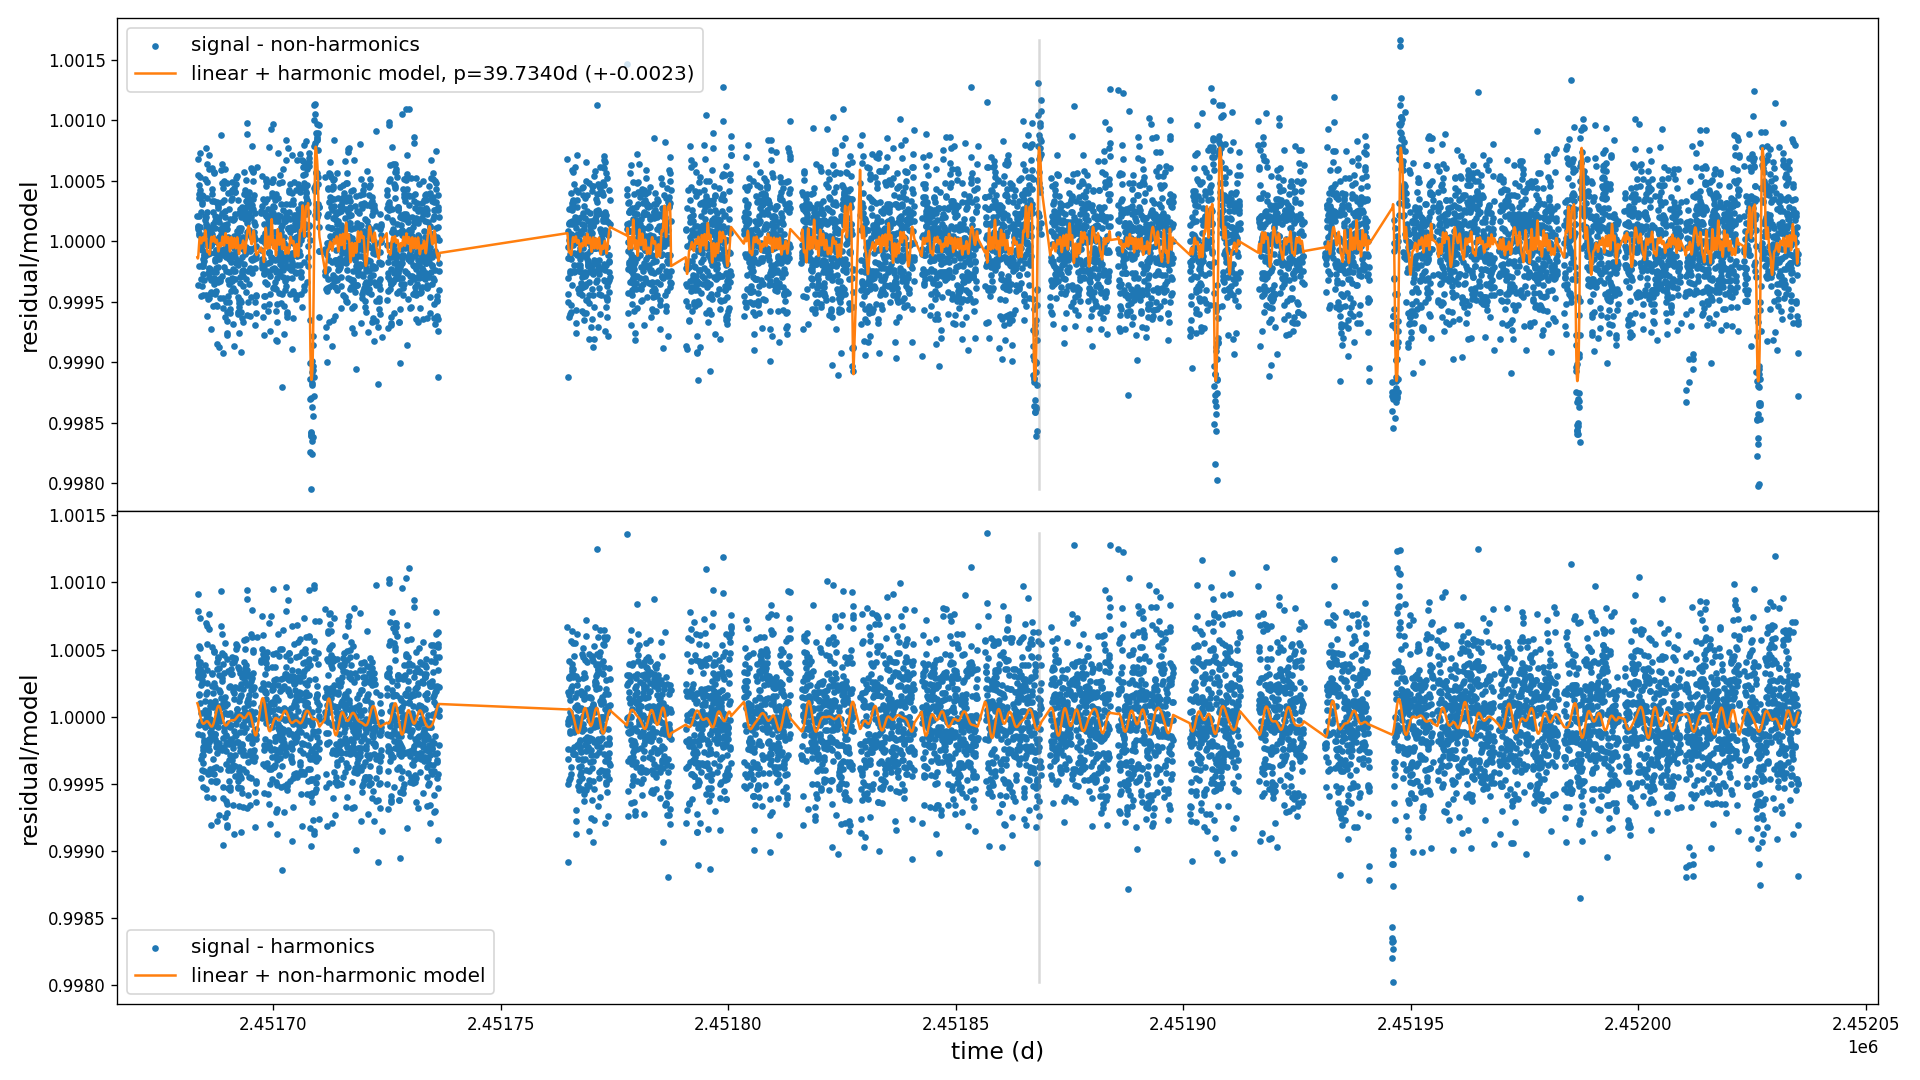 signal - non-harmonics
linear + harmonic model, p=39.7340d (+-0.0023)
1.0015
1.0010
1.0005
1.0000
0.9995
0.9990
0.9985
0.9980
residual/model
1.0015
1.0010
1.0005
1.0000
0.9995
0.9990
0.9985
0.9980
residual/model
signal - harmonics
linear + non-harmonic model
2.45170 2.45175 2.45180 2.45185 2.45190 2.45195 2.45200 2.45205
time (d)
1e6